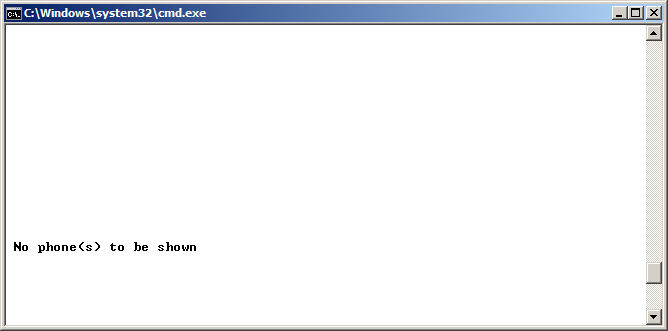 C:\Windows\system32\cmd.exe
No phone(s) to be shown